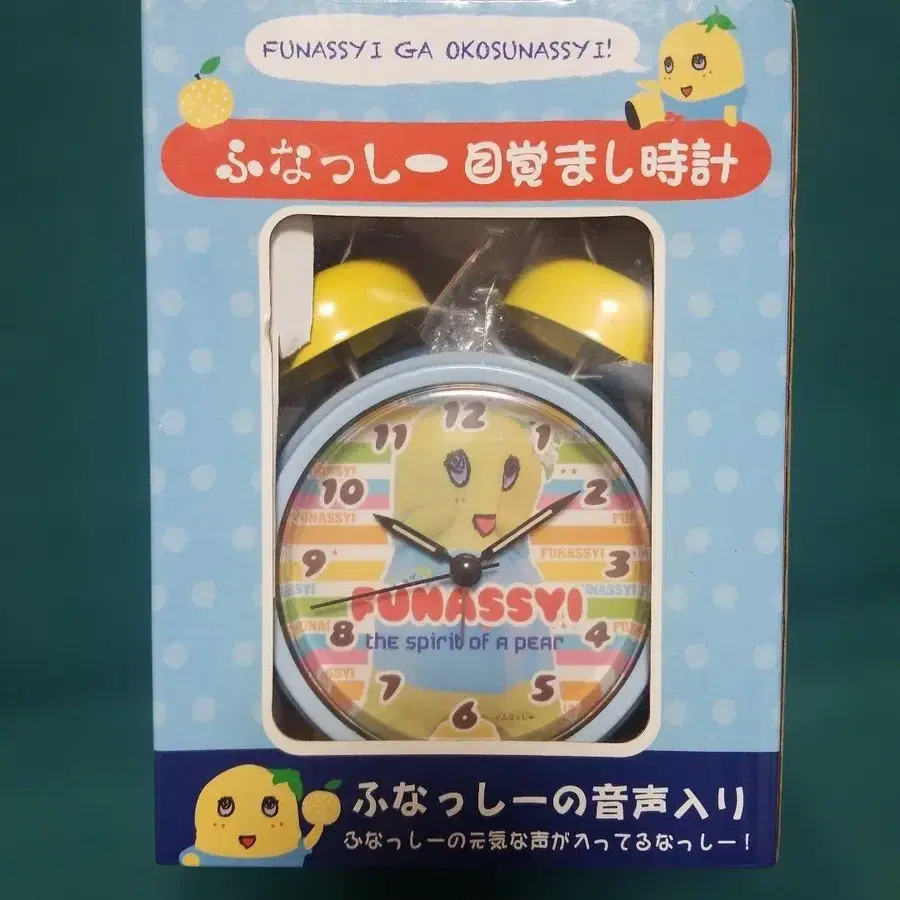 FUNASSYI GA OKOSUNASSYI!
ふなっしー 目覚まし時計
12
11 1
10 2
FUNASSYI
9 3
FUNASSYI
8 4
the spirit of a pear
7 5
6
ふなっしーの音声入り
ふなっしーの元気な声が入ってるなっしー!